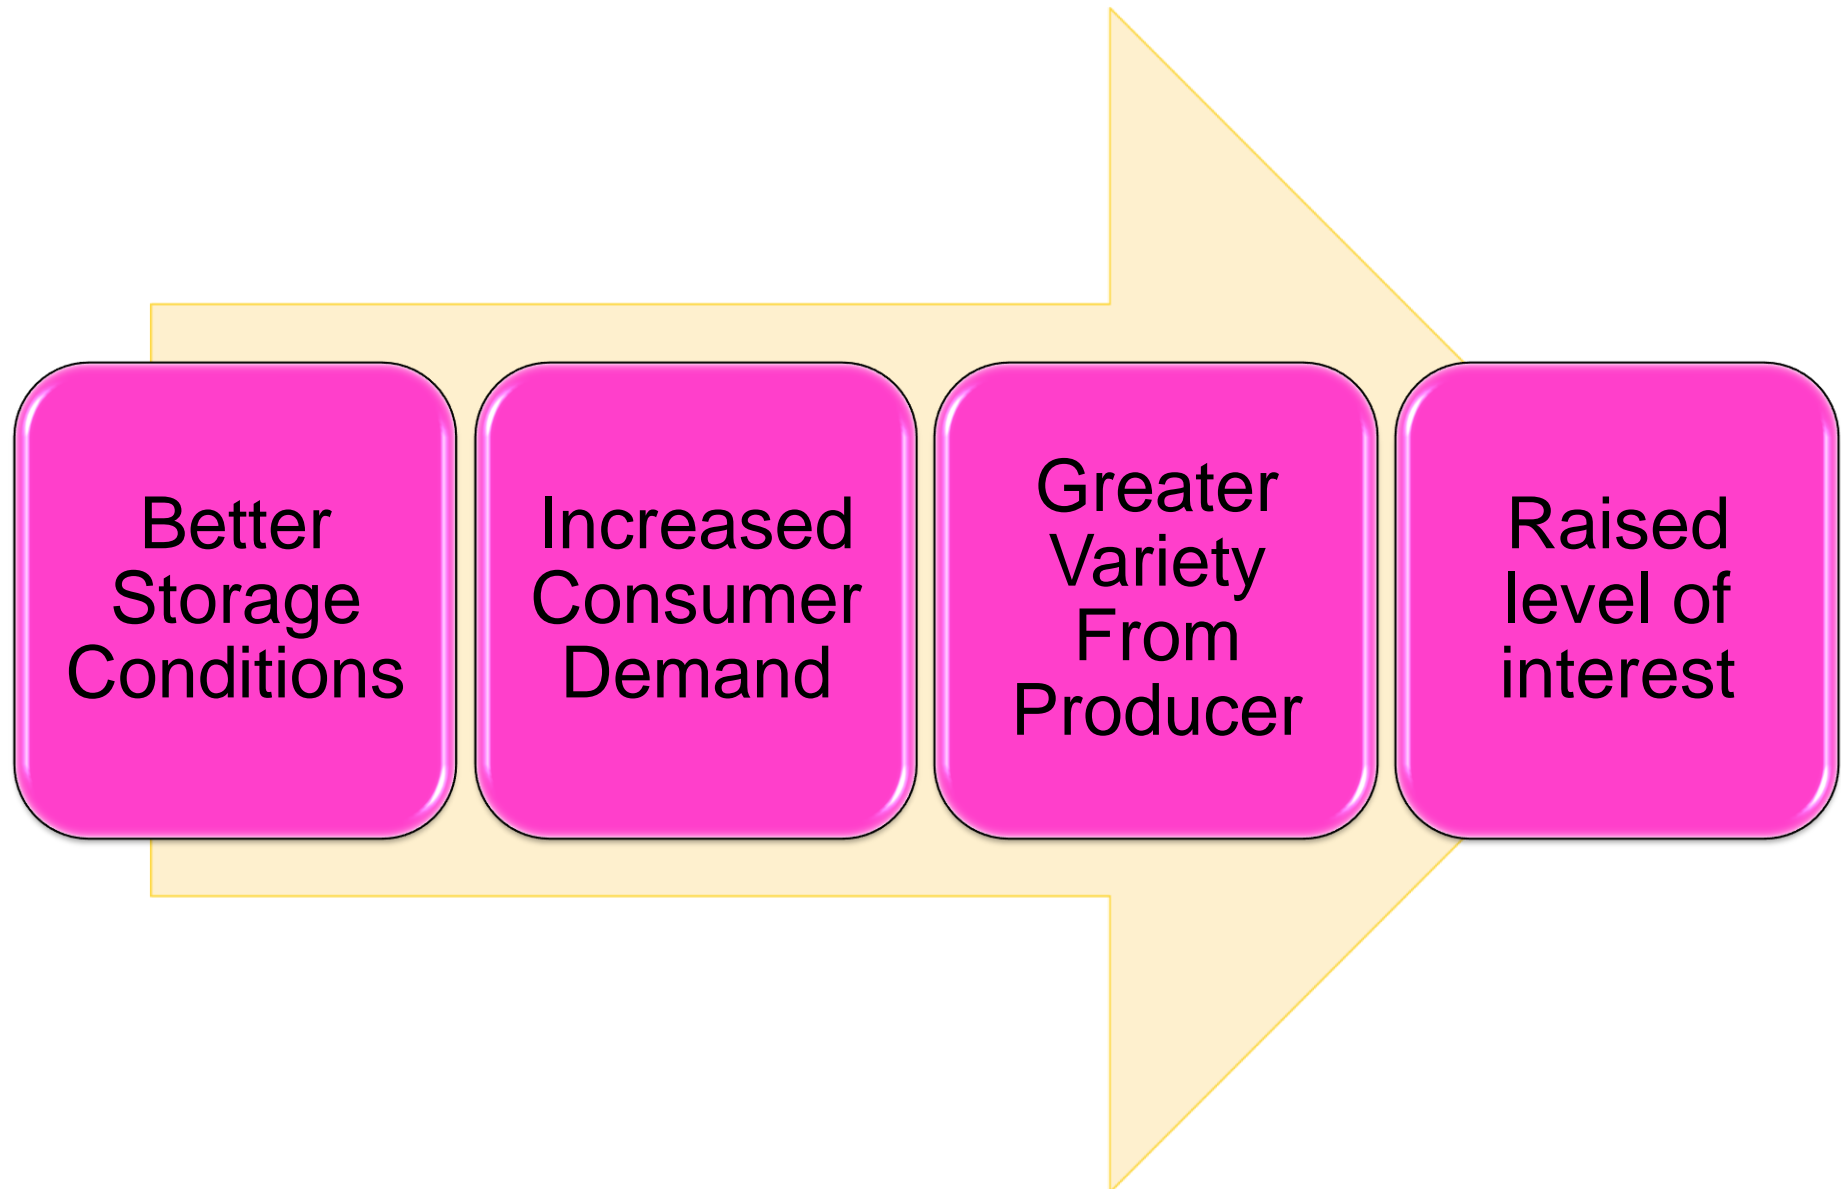 Better
Storage
Conditions
Increased
Consumer
Demand
Greater
Variety
From
Producer
Raised
level of
interest